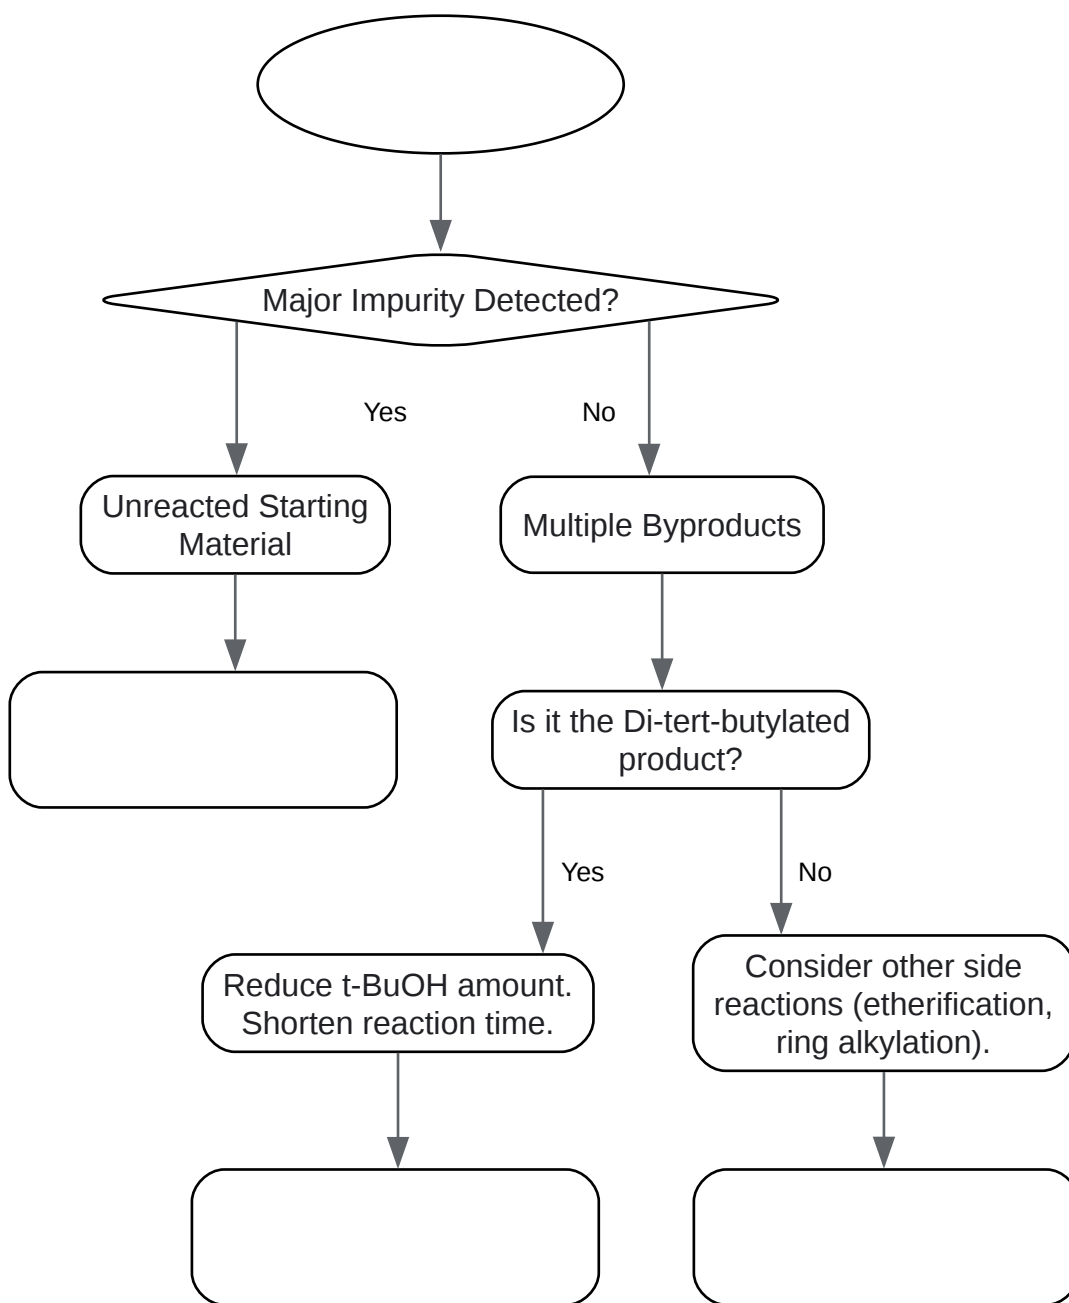 Major Impurity Detected?
Yes
No
Unreacted Starting
Material
Multiple Byproducts
Is it the Di-tert-butylated
product?
Yes
No
Reduce t-BuOH amount.
Shorten reaction time.
Consider other side
reactions (etherification,
ring alkylation).